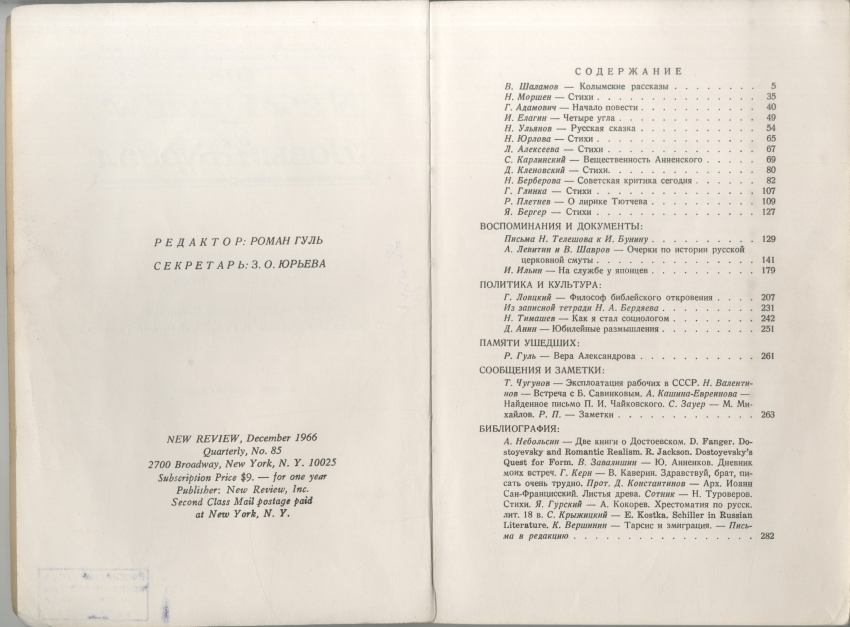 РЕДАКТОР: РОМАН ГУЛЬ
СЕКРЕТАРЬ: З. О. ЮРЬЕВА
NEW REVIEW, December 1966
Quarterly, No. 85
2700 Broadway, New York, N. Y. 10025
Subscription Price $9. — for one year
Publisher: New Review, Inc.
Second Class Mail postage paid
at New York, N. Y.
СОДЕРЖАНИЕ
В. Шаламов — Колымские рассказы . . . . . . . . 5
Н. Моршен — Стихи . . . . . . . . . . . . . 35
Г. Адамович — Начало повести . . . . . . . . . 40
И. Елагин — Четыре угла . . . . . . . . . . . 49
Н. Ульянов — Русская сказка . . . . . . . . . 54
Н. Юрлова — Стихи . . . . . . . . . . . . . 65
Л. Алексеева — Стихи . . . . . . . . . . . . 67
С. Карлинский — Вещественность Анненского . . . . . 69
Д. Кленовский — Стихи. . . . . . . . . . . . 80
Н. Берберова — Советская критика сегодня . . . . . . 82
Г. Глинка — Стихи . . . . . . . . . . . . . 107
Р. Плетнев — О лирике Тютчева . . . . . . . . . 109
Я. Бергер — Стихи . . . . . . . . . . . . . 127
ВОСПОМИНАНИЯ И ДОКУМЕНТЫ:
Письма Н. Телешова к И. Бунину . . . . . . . . . 129
А. Левитин и В. Шавров — Очерки по истории русской
церковной смуты . . . . . . . . . . . . . 141
И. Ильин — На службе у японцев . . . . . . . . . 179
ПОЛИТИКА И КУЛЬТУРА:
Г. Ловцкий — Философ библейского откровения . . . . 207
Из записной тетради Н. А. Бердяева . . . . . . . . 231
Н. Тимашев — Как я стал социологом . . . . . . . 242
Д. Анин — Юбилейные размышления . . . . . . . . 251
ПАМЯТИ УШЕДШИХ:
Р. Гуль — Вера Александрова . . . . . . . . . . 261
СООБЩЕНИЯ И ЗАМЕТКИ:
Т. Чугунов — Эксплоатация рабочих в СССР. Н. Валенти-
нов — Встреча с Б. Савинковым. А. Кашина-Евреинова —
Найденное письмо П. И. Чайковского. С. Зауер — М. Ми-
хайлов. Р. П. — Заметки . . . . . . . . . . . . 263
БИБЛИОГРАФИЯ:
А. Небольсин — Две книги о Достоевском. D. Fanger. Do-
stoyevsky and Romantic Realism. R. Jackson. Dostoyevsky's
Quest for Form. В. Завалишин — Ю. Анненков. Дневник
моих встреч. Г. Керн — В. Каверин. Здравствуй, брат, пи-
сать очень трудно. Прот. Д. Константинов — Арх. Иоанн
Сан-Францисский. Листья древа. Сотник — Н. Туроверов.
Стихи. Я. Гурский — А. Кокорев. Хрестоматия по русск.
лит. 18 в. С. Крыжицкий — E. Kostka. Schiller in Russian
Literature. К. Вершинин — Тарсис и эмиграция. — Пись-
ма в редакцию . . . . . . . . . . . . . . . 282